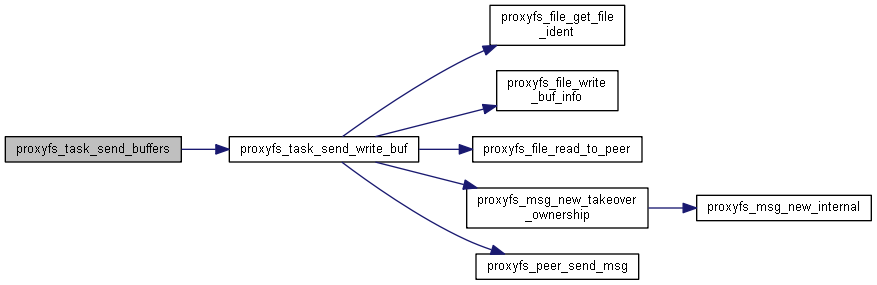 proxyfs_file_get_file
_ident
proxyfs_file_write
_buf_info
proxyfs_task_send_buffers
proxyfs_task_send_write_buf
proxyfs_file_read_to_peer
proxyfs_msg_new_takeover
_ownership
proxyfs_msg_new_internal
proxyfs_peer_send_msg